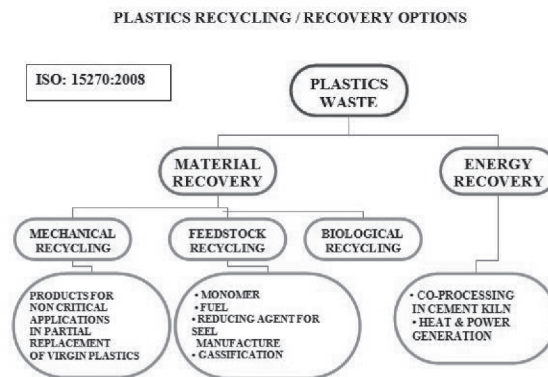 PLASTICS RECYCLING / RECOVERY OPTIONS
ISO: 15270:2008
PLASTICS
WASTE
MATERIAL
RECOVERY
ENERGY
RECOVERY
MECHANICAL
RECYCLING
FEEDSTOCK
RECYCLING
BIOLOGICAL
RECYCLING
PRODUCTS FOR
NON CRITICAL
APPLICATIONS
IN PARTIAL
REPLACEMENT
OF VIRGIN PLASTICS
• MONOMER
• FUEL
• REDUCING AGENT FOR
SEEL
MANUFACTURE
• GASSIFICATION
• CO-PROCESSING
IN CEMENT KILN
• HEAT & POWER
GENERATION